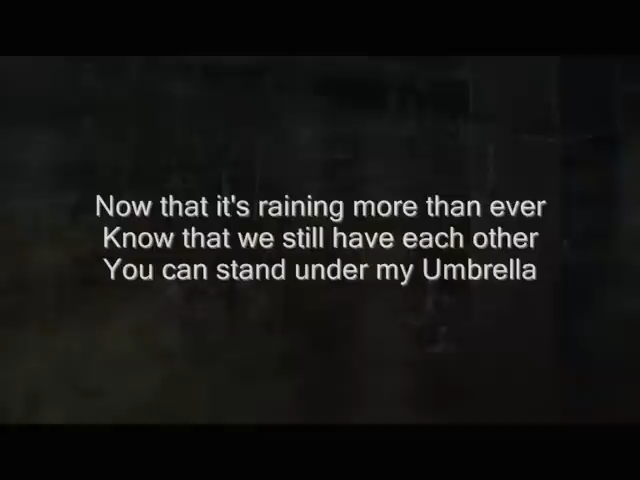 Now that it's raining more than ever
Know that we still have each other
You can stand under my Umbrella